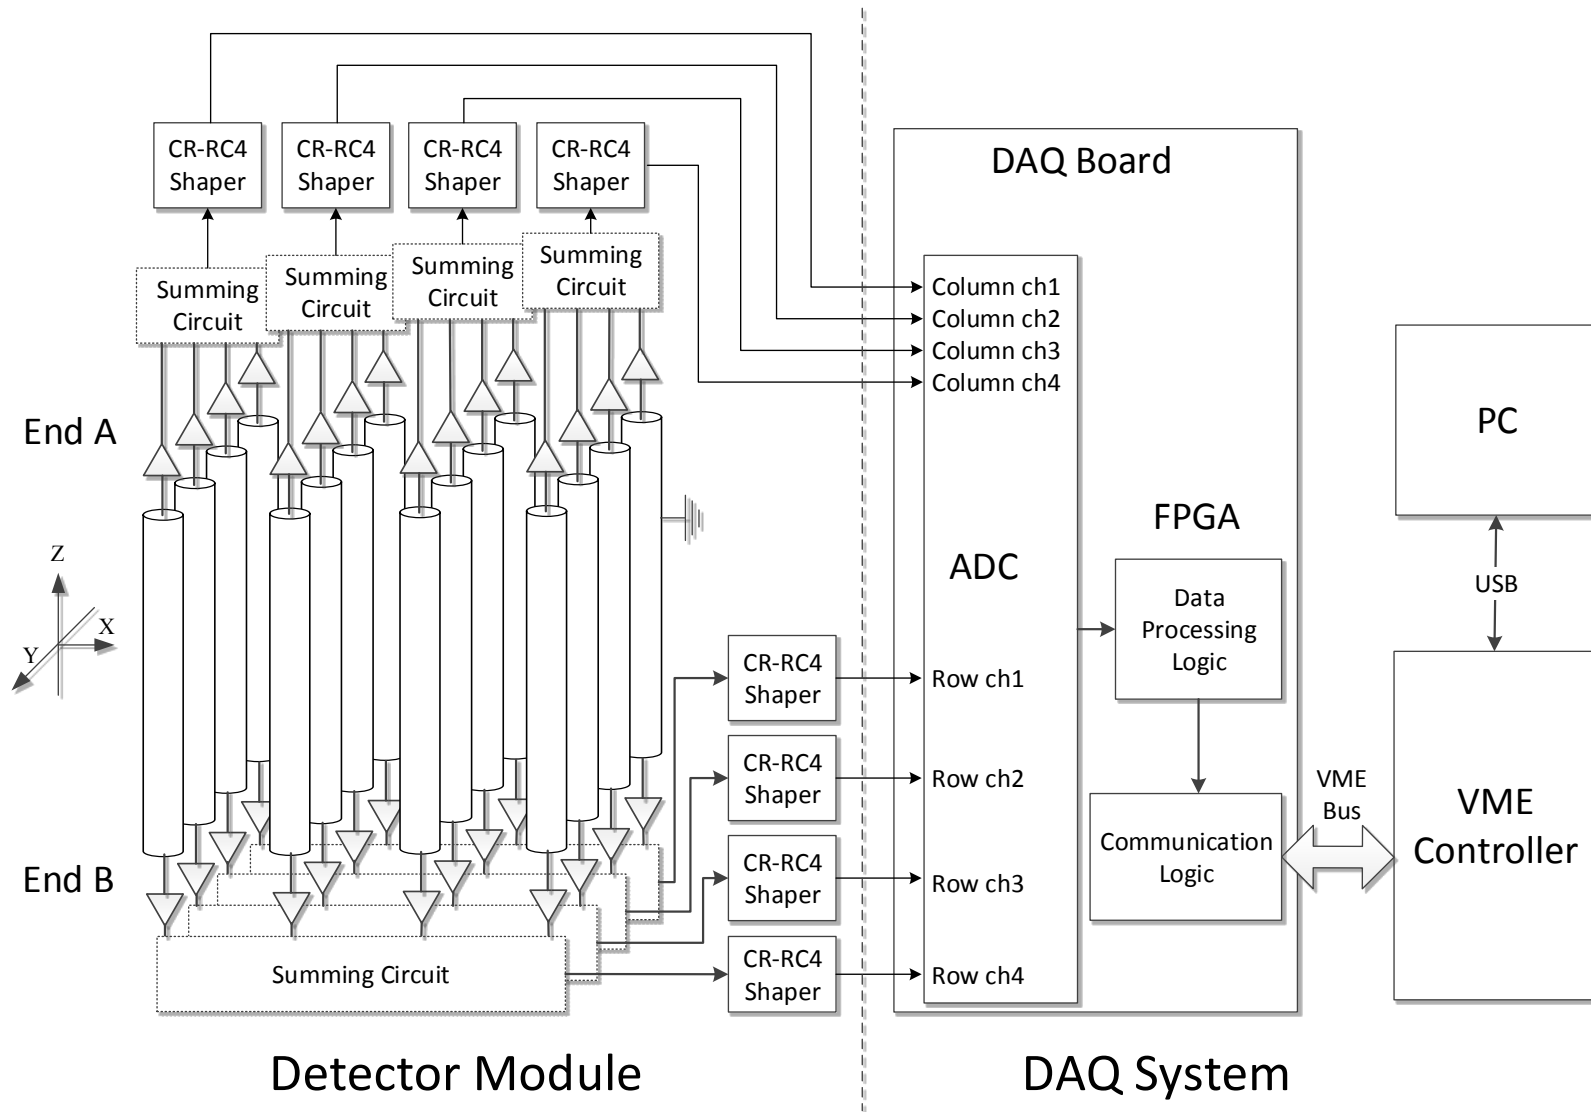 CR-RC4
Shaper
CR-RC4
Shaper
CR-RC4
Shaper
CR-RC4
Shaper
Summing
Circuit
Summing
Circuit
Summing
Circuit
Summing
Circuit
End A
Z
X
Y
End B
Summing Circuit
CR-RC4
Shaper
CR-RC4
Shaper
CR-RC4
Shaper
CR-RC4
Shaper
Detector Module
DAQ Board
Column ch1
Column ch2
Column ch3
Column ch4
ADC
Row ch1
Row ch2
Row ch3
Row ch4
FPGA
Data
Processing
Logic
Communication
Logic
VME
Bus
PC
USB
VME
Controller
DAQ System